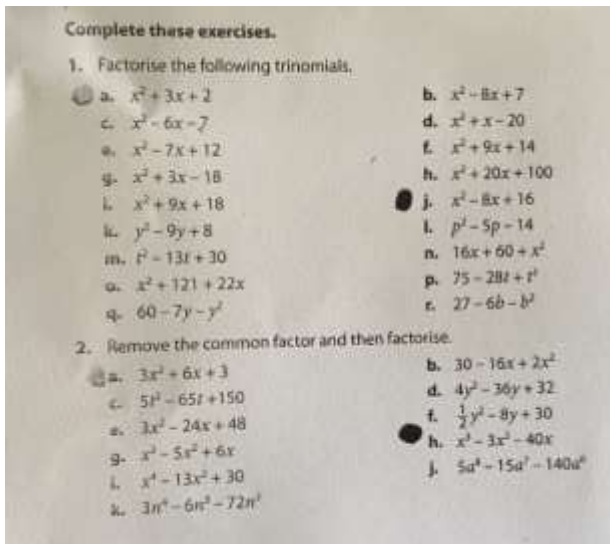 Complete these exercises.
1. Factorise the following trinomials.
a. x² + 3x + 2
b. x² - 8x + 7
c. x² - 6x - 7
d. x² + x - 20
e. x² - 7x + 12
f. x² + 9x + 14
g. x² + 3x - 18
h. x² + 20x + 100
i. x² + 9x + 18
j. x² - 8x + 16
k. y² - 9y + 8
l. p² - 5p - 14
m. t² - 13t + 30
n. 16x + 60 + x²
o. x² + 121 + 22x
p. 75 - 28t + t²
q. 60 - 7y - y²
r. 27 - 6b - b²
2. Remove the common factor and then factorise.
a. 3x² + 6x + 3
b. 30 - 16x + 2x²
c. 5t² - 65t + 150
d. 4y² - 36y + 32
e. 3x² - 24x + 48
f. ½y² - 8y + 30
g. x³ - 5x² + 6x
h. x³ - 3x² - 40x
i. x⁴ - 13x² + 30
j. 5a⁸ - 15a⁷ - 140a⁶
k. 3n⁴ - 6n³ - 72n²